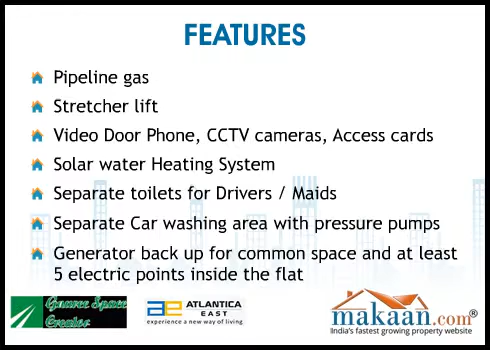 FEATURES
Pipeline gas
Stretcher lift
Video Door Phone, CCTV cameras, Access cards
Solar water Heating System
Separate toilets for Drivers / Maids
Separate Car washing area with pressure pumps
Generator back up for common space and at least
5 electric points inside the flat
Space
Creator
ae ATLANTICA
EAST
experience a new way of living
makaan.com®
India's fastest growing property website